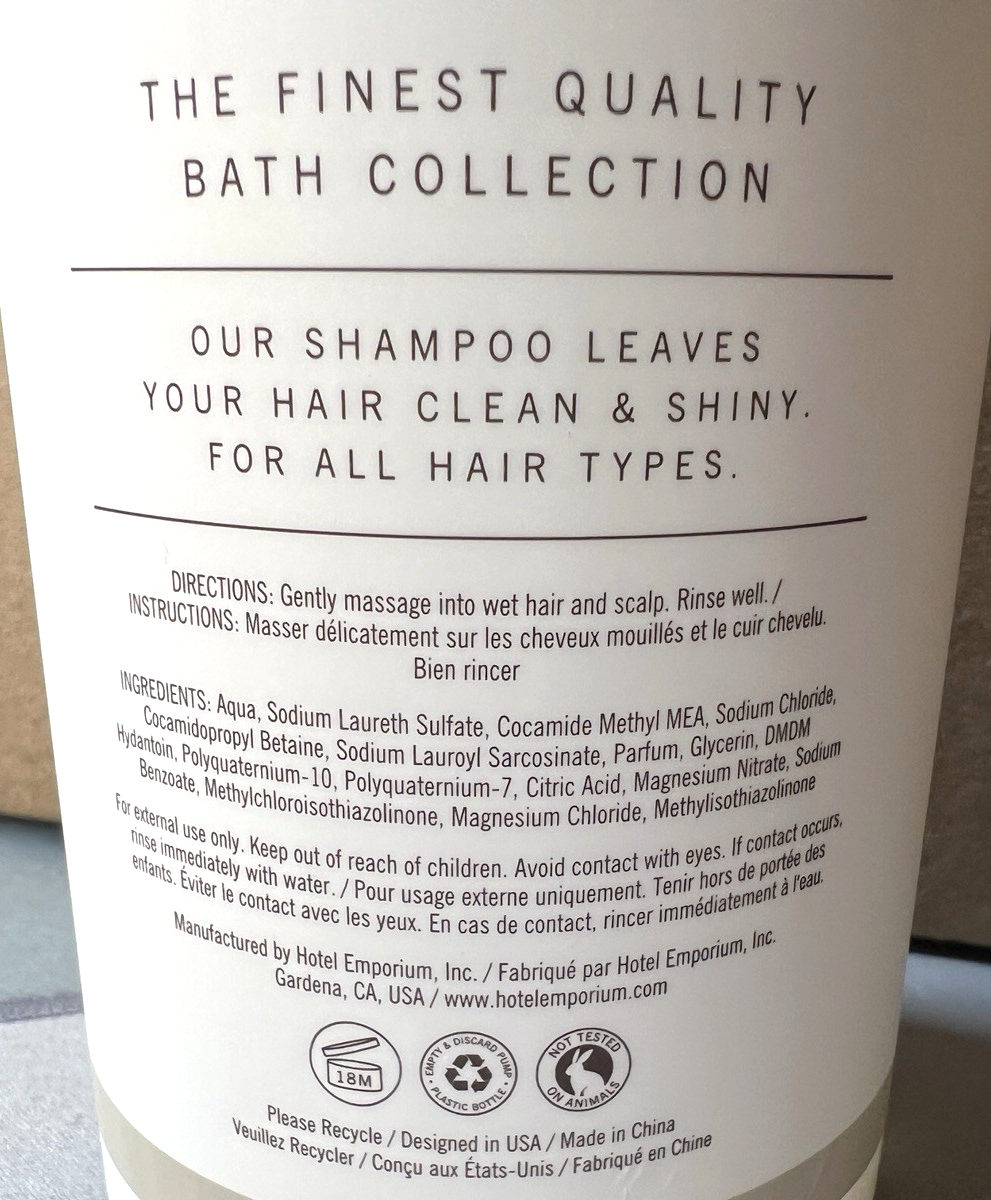 THE FINEST QUALITY
BATH COLLECTION
OUR SHAMPOO LEAVES
YOUR HAIR CLEAN & SHINY.
FOR ALL HAIR TYPES.
DIRECTIONS: Gently massage into wet hair and scalp. Rinse well. /
INSTRUCTIONS: Masser délicatement sur les cheveux mouillés et le cuir chevelu.
Bien rincer
INGREDIENTS: Aqua, Sodium Laureth Sulfate, Cocamide Methyl MEA, Sodium Chloride,
Cocamidopropyl Betaine, Sodium Lauroyl Sarcosinate, Parfum, Glycerin, DMDM
Hydantoin, Polyquaternium-10, Polyquaternium-7, Citric Acid, Magnesium Nitrate, Sodium
Benzoate, Methylchloroisothiazolinone, Magnesium Chloride, Methylisothiazolinone
For external use only. Keep out of reach of children. Avoid contact with eyes. If contact occurs,
rinse immediately with water. / Pour usage externe uniquement. Tenir hors de portée des
enfants. Éviter le contact avec les yeux. En cas de contact, rincer immédiatement à l'eau.
Manufactured by Hotel Emporium, Inc. / Fabriqué par Hotel Emporium, Inc.
Gardena, CA, USA / www.hotelemporium.com
18M
EMPTY & DISCARD PUMP
• PLASTIC BOTTLE •
NOT TESTED
ON ANIMALS
Please Recycle / Designed in USA / Made in China
Veuillez Recycler / Conçu aux États-Unis / Fabriqué en Chine